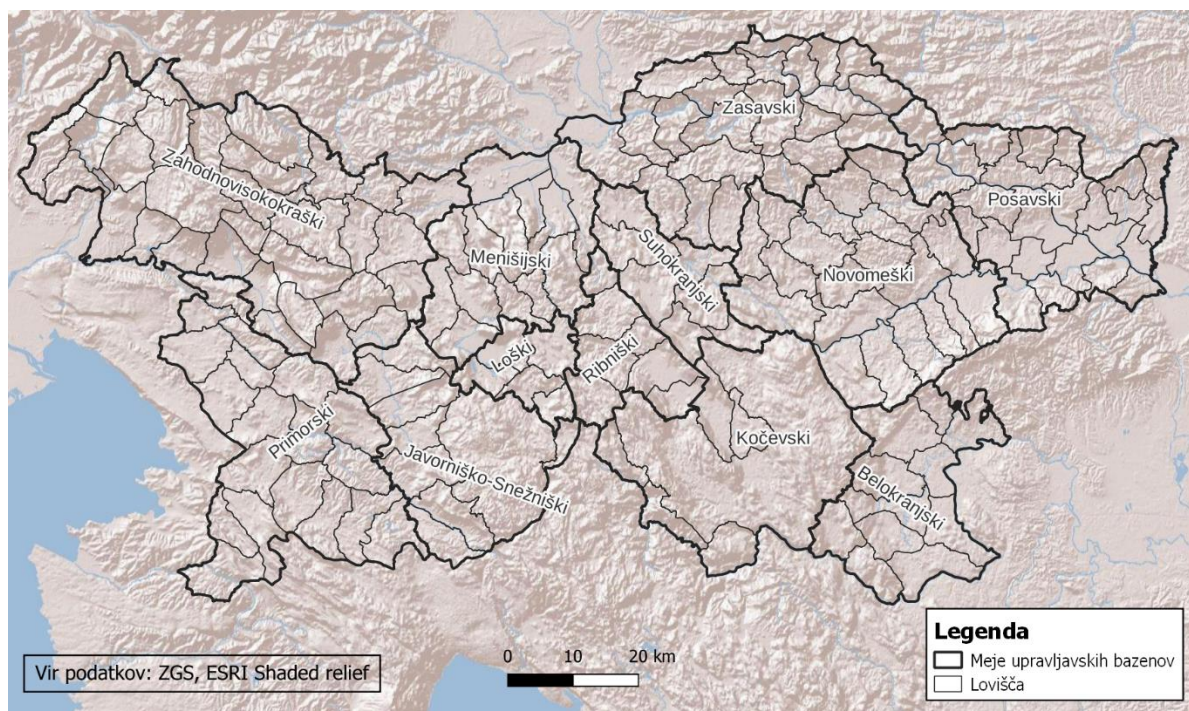 Zasavski
Zahodnovisokokraški
Posavski
Menišijski
Suhokranjski
Novomeški
Loški
Ribniški
Primorski
Kočevski
Javorniško-Snežniški
Belokranjski
Legenda
Meje upravljavskih bazenov
Lovišča
Vir podatkov: ZGS, ESRI Shaded relief
0 10 20 km